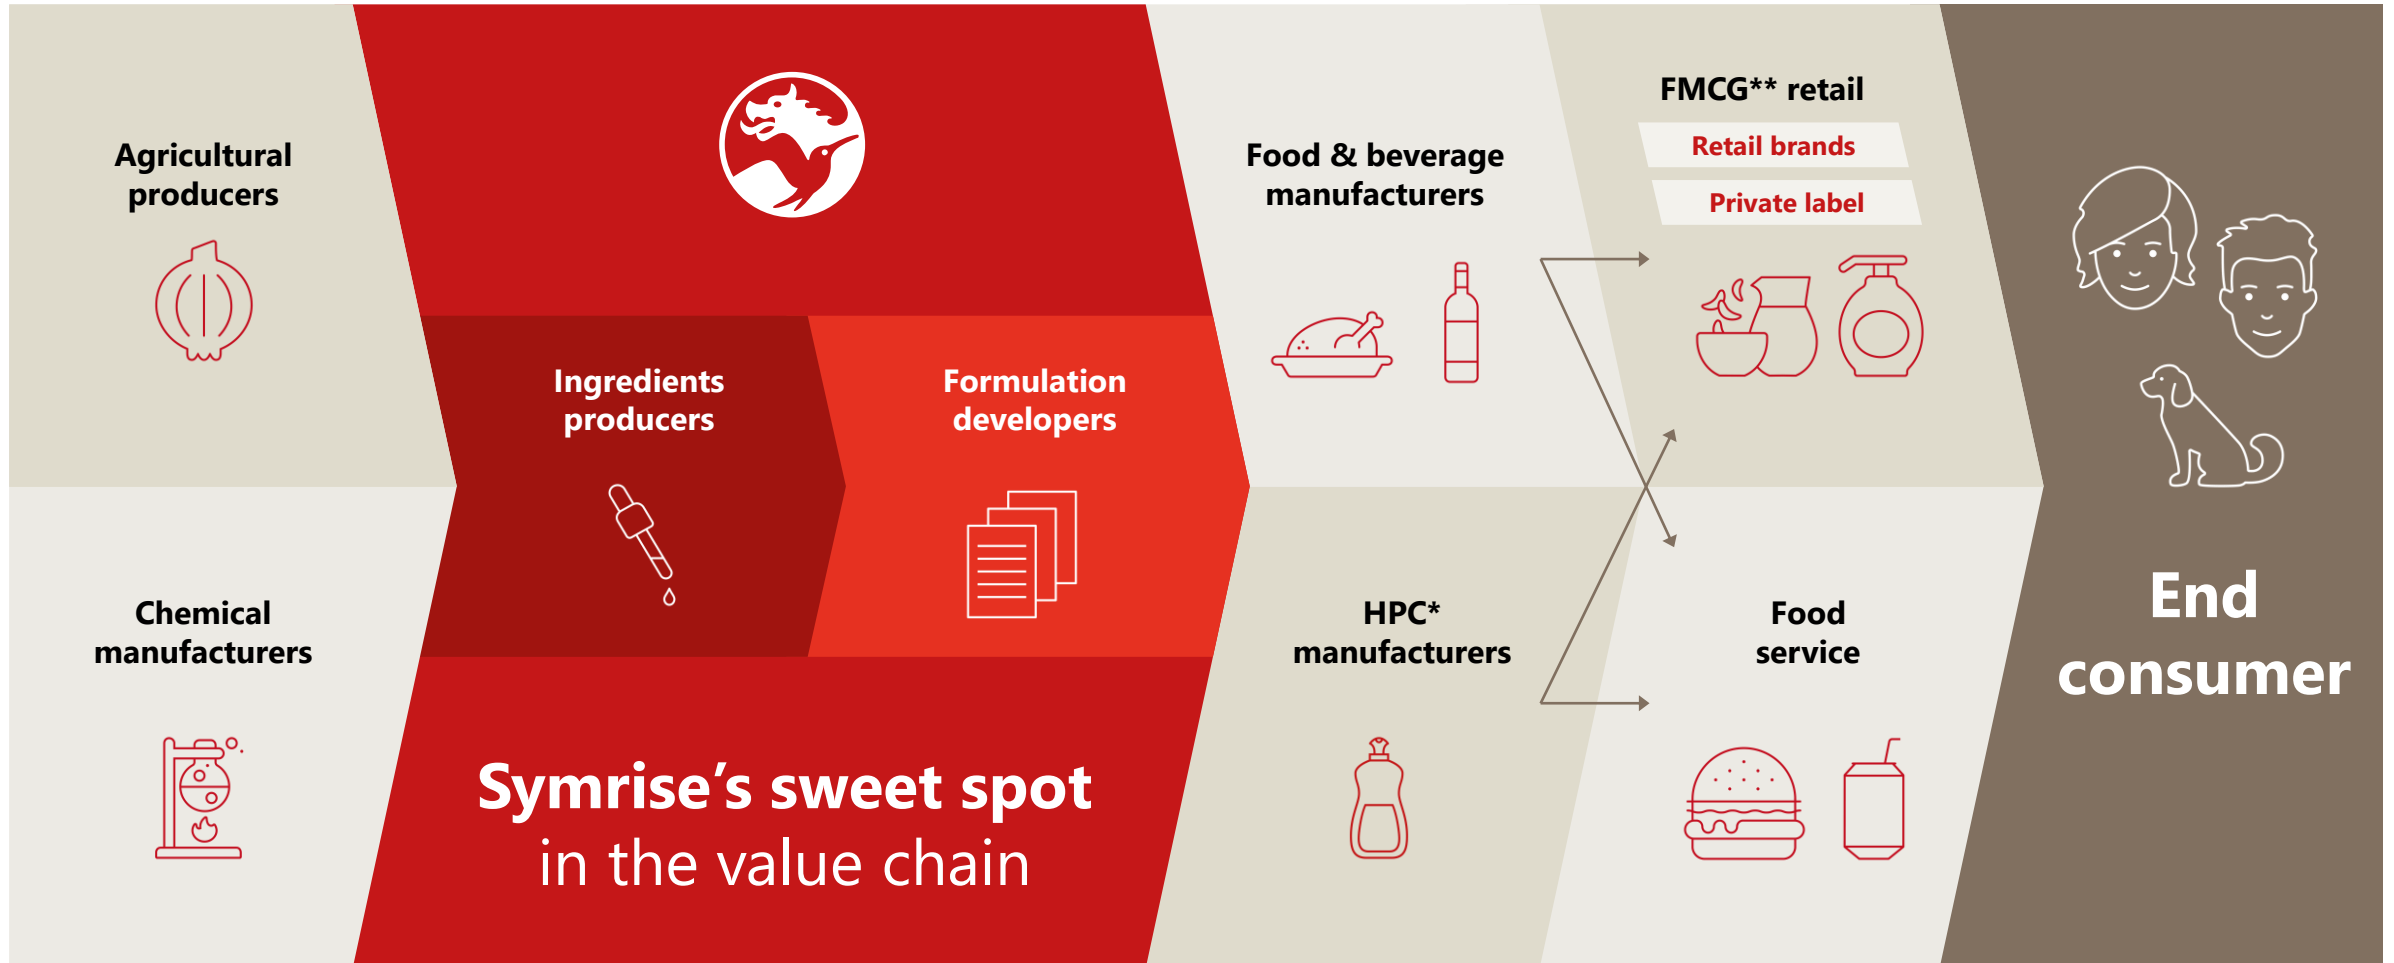 Agricultural
producers
Chemical
manufacturers
Ingredients
producers
Formulation
developers
Symrise’s sweet spot
in the value chain
Food & beverage
manufacturers
HPC*
manufacturers
FMCG** retail
Retail brands
Private label
Food
service
End
consumer